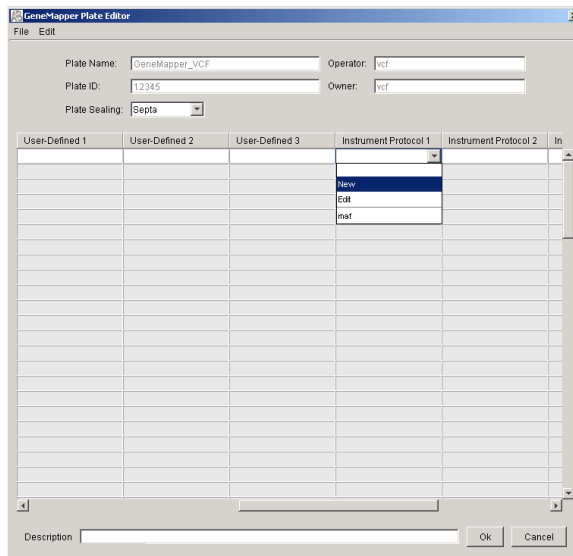 GeneMapper Plate Editor
File Edit
Plate Name: GeneMapper_VCF Operator: vcf
Plate ID: 12345 Owner: vcf
Plate Sealing: Septa
User-Defined 1 User-Defined 2 User-Defined 3 Instrument Protocol 1 Instrument Protocol 2 In
New
Edit
maf
Description Ok Cancel